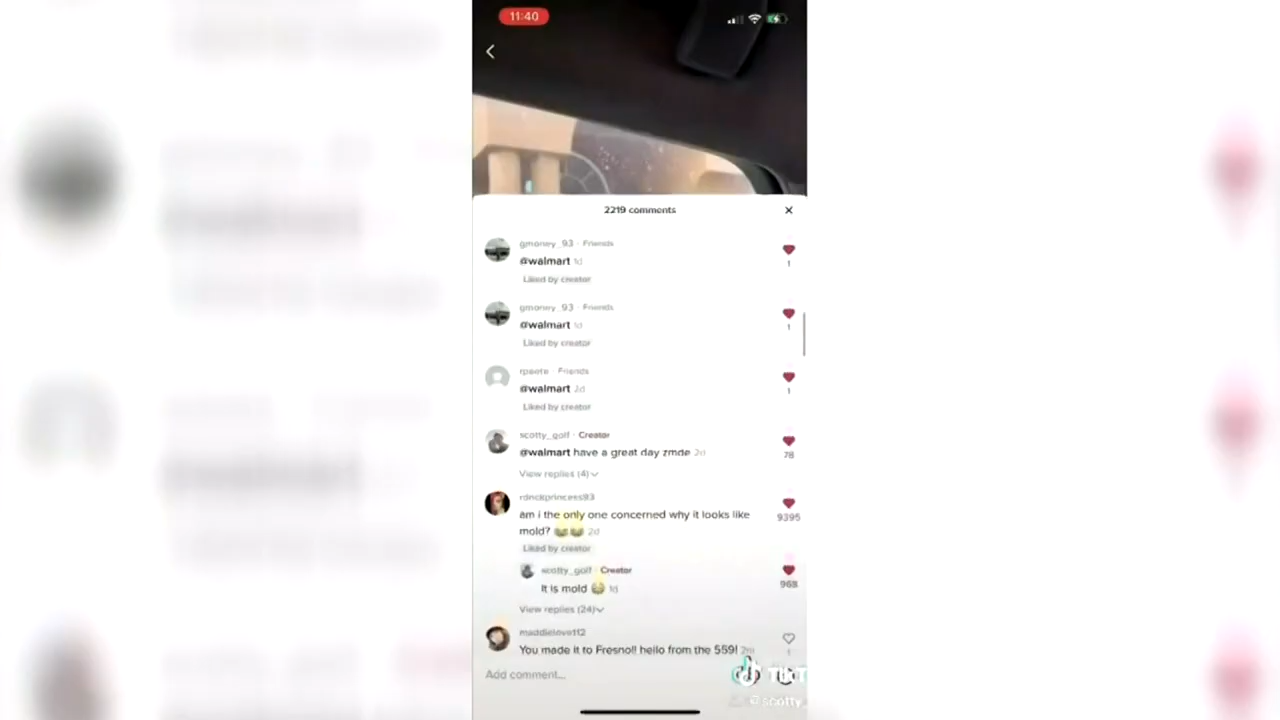 11:40
2219 comments
gmoney_93 · Friends
@walmart 1d
Liked by creator
1
gmoney_93 · Friends
@walmart 1d
Liked by creator
1
· Friends
@walmart 2d
Liked by creator
1
scotty_golf · Creator
@walmart have a great day zmde 2d
78
View replies (4)
rdnckprincess93
am i the only one concerned why it looks like
mold? 2d
9395
Liked by creator
scotty_golf · Creator
It is mold 1d
968
View replies (24)
maddielove112
You made it to Fresno!! hello from the 559! 2d
1
Add comment...
@scotty_